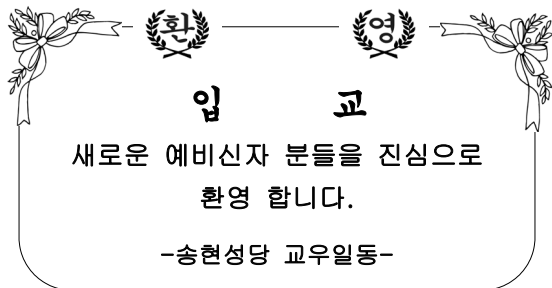 환 영
입 교
새로운 예비신자 분들을 진심으로
환영 합니다.
-송현성당 교우일동-